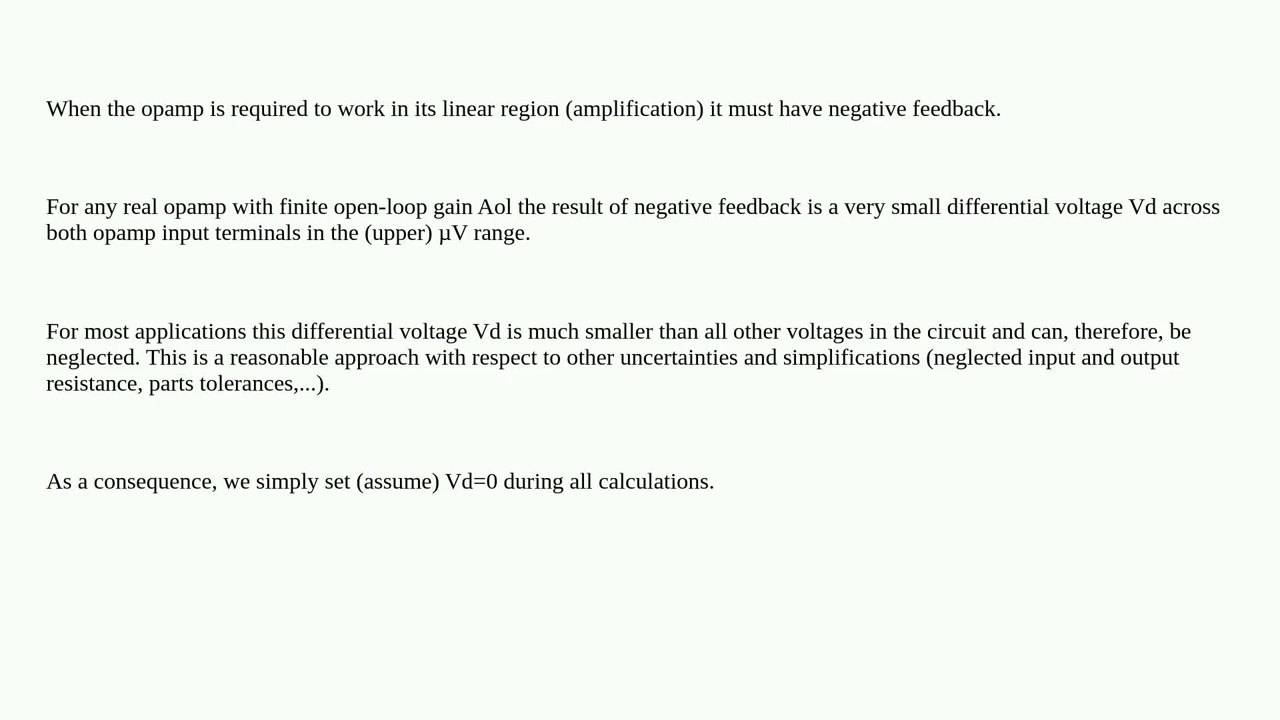 When the opamp is required to work in its linear region (amplification) it must have negative feedback.
For any real opamp with finite open-loop gain Aol the result of negative feedback is a very small differential voltage Vd across
both opamp input terminals in the (upper) µV range.
For most applications this differential voltage Vd is much smaller than all other voltages in the circuit and can, therefore, be
neglected. This is a reasonable approach with respect to other uncertainties and simplifications (neglected input and output
resistance, parts tolerances,...).
As a consequence, we simply set (assume) Vd=0 during all calculations.